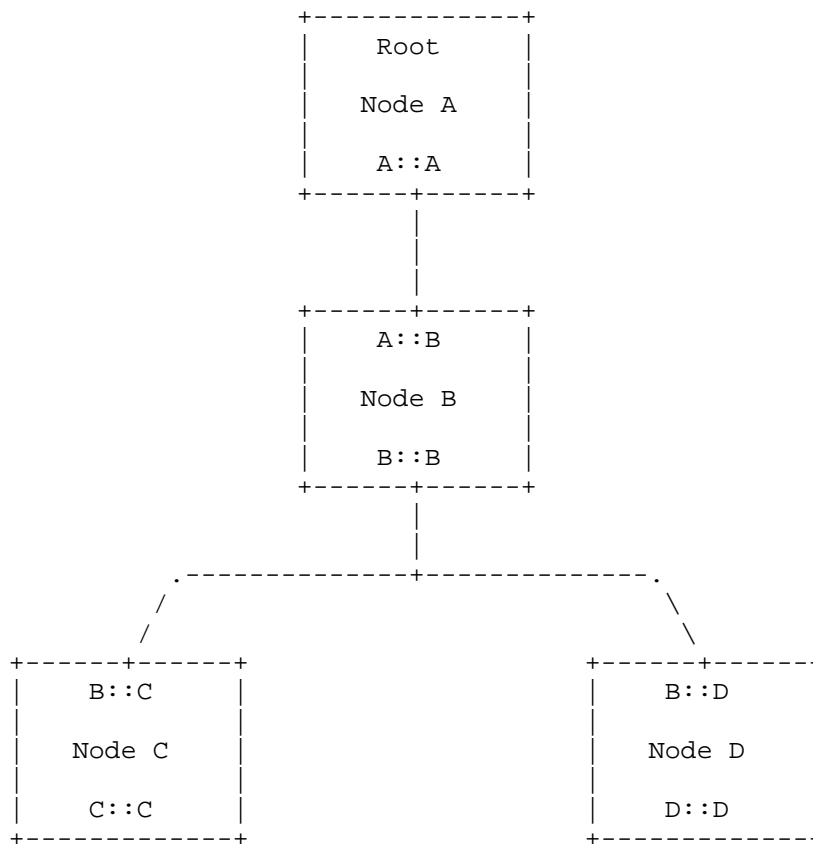 Root
Node A
A::A
A::B
Node B
B::B
B::C
Node C
C::C
B::D
Node D
D::D